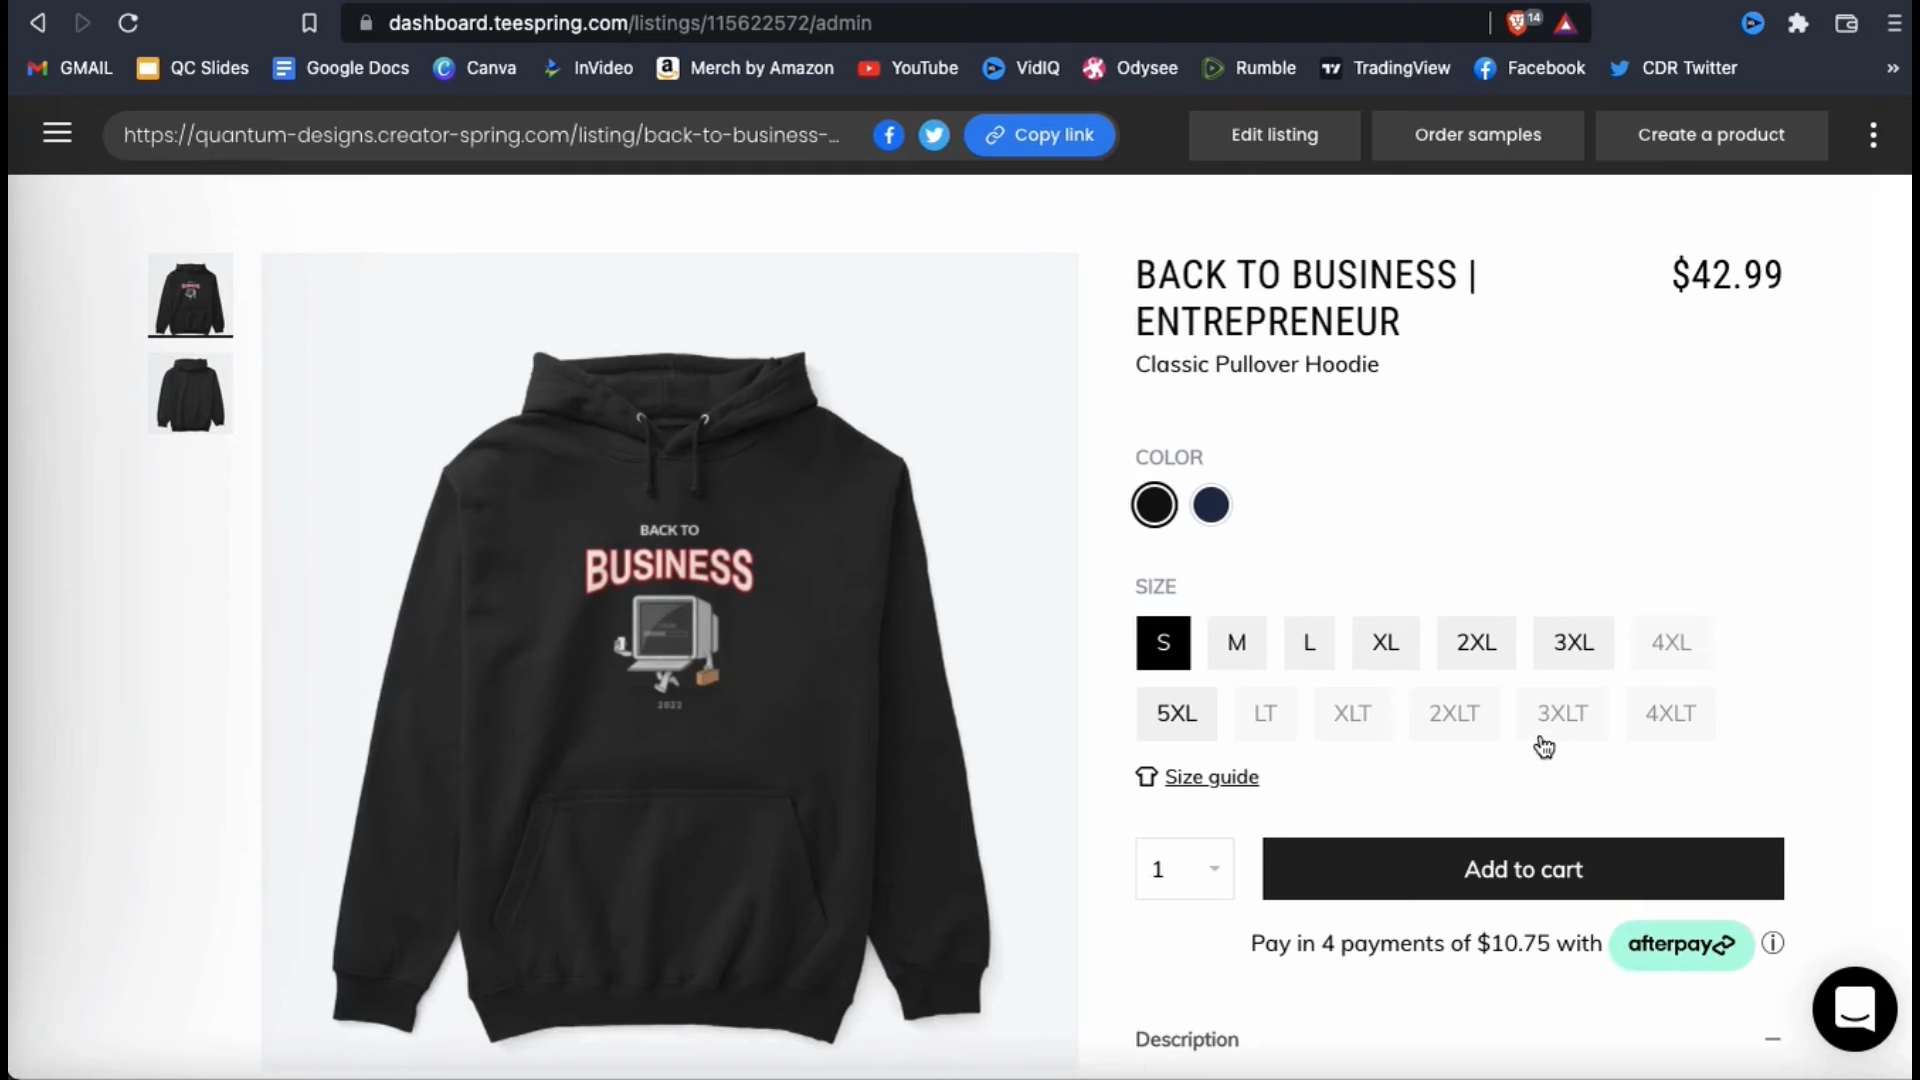 dashboard.teespring.com/listings/115622572/admin
14
GMAIL
QC Slides
Google Docs
Canva
InVideo
Merch by Amazon
YouTube
VidIQ
Odysee
Rumble
TradingView
Facebook
CDR Twitter
»
https://quantum-designs.creator-spring.com/listing/back-to-business-...
Copy link
Edit listing
Order samples
Create a product
BACK TO BUSINESS |
ENTREPRENEUR
$42.99
Classic Pullover Hoodie
COLOR
BACK TO
BUSINESS
2022
SIZE
S M L XL 2XL 3XL 4XL
5XL LT XLT 2XLT 3XLT 4XLT
Size guide
1
Add to cart
Pay in 4 payments of $10.75 with afterpay
Description